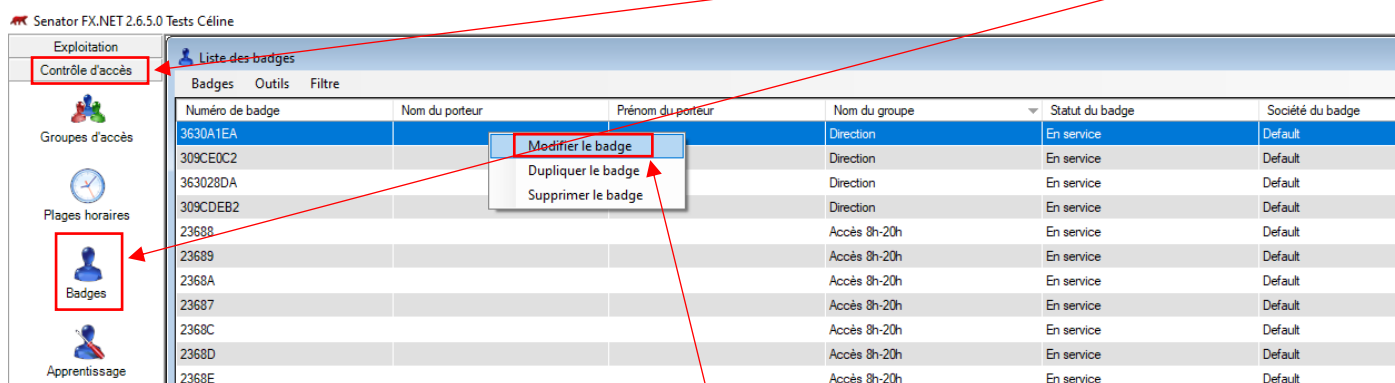 Senator FX.NET 2.6.5.0 Tests Céline
Exploitation
Contrôle d'accès
Groupes d'accès
Plages horaires
Badges
Apprentissage
Liste des badges
Badges Outils Filtre
Numéro de badge Nom du porteur Prénom du porteur Nom du groupe Statut du badge Société du badge
3630A1EA Direction En service Default
309CE0C2 Direction En service Default
363028DA Direction En service Default
309CDEB2 Direction En service Default
23688 Accès 8h-20h En service Default
23689 Accès 8h-20h En service Default
2368A Accès 8h-20h En service Default
23687 Accès 8h-20h En service Default
2368C Accès 8h-20h En service Default
2368D Accès 8h-20h En service Default
2368E Accès 8h-20h En service Default
Modifier le badge
Dupliquer le badge
Supprimer le badge